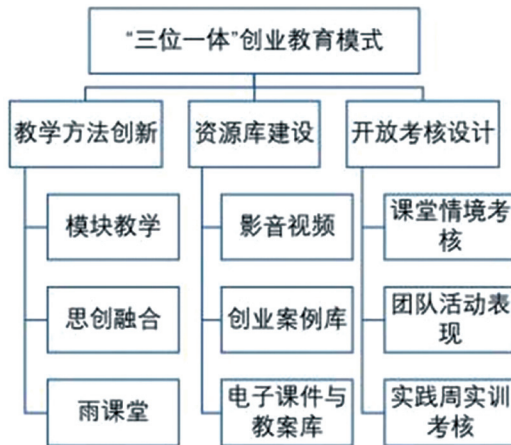 “三位一体”创业教育模式
教学方法创新
资源库建设
开放考核设计
模块教学
影音视频
课堂情境考
核
思创融合
创业案例库
团队活动表
现
雨课堂
电子课件与
教案库
实践周实训
考核